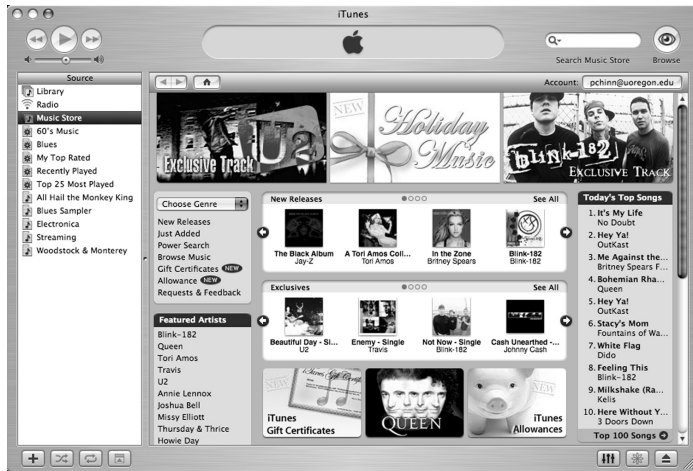 iTunes
Search Music Store
Browse
Source
Library
Radio
Music Store
60's Music
Blues
My Top Rated
Recently Played
Top 25 Most Played
All Hail the Monkey King
Blues Sampler
Electronica
Streaming
Woodstock & Monterey
Account: pchinn@uoregon.edu
Exclusive Track
U2
NEW
Holiday
Music
blink-182
EXCLUSIVE TRACK
Choose Genre
New Releases
Just Added
Power Search
Browse Music
Gift Certificates NEW
Allowance NEW
Requests & Feedback
Featured Artists
Blink-182
Queen
Tori Amos
Travis
U2
Annie Lennox
Joshua Bell
Missy Elliott
Thursday & Thrice
Howie Day
New Releases
See All
The Black Album
Jay-Z
A Tori Amos Coll...
Tori Amos
In the Zone
Britney Spears
Blink-182
Blink-182
Exclusives
See All
Beautiful Day - Si...
U2
Enemy - Single
Travis
Not Now - Single
Blink-182
Cash Unearthed -...
Johnny Cash
NEW
iTunes Gift Certificate
iTunes
Gift Certificates
QUEEN
NEW
iTunes
Allowances
Today's Top Songs
1. It's My Life
No Doubt
2. Hey Ya!
OutKast
3. Me Against the...
Britney Spears F...
4. Bohemian Rha...
Queen
5. Hey Ya!
OutKast
6. Stacy's Mom
Fountains of Wa...
7. White Flag
Dido
8. Feeling This
Blink-182
9. Milkshake (Ra...
Kelis
10. Here Without Y...
3 Doors Down
Top 100 Songs